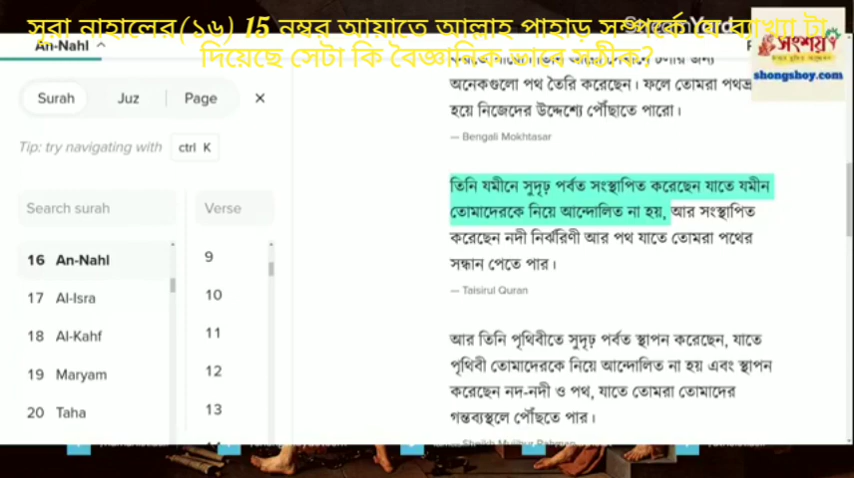 সূরা নাহালের(১৬) 15 নম্বর আয়াতে আল্লাহ পাহাড় সম্পর্কে যে ব্যাখ্যা টা
দিয়েছে সেটা কি বৈজ্ঞানিক ভাবে সঠীক?
An-Nahl
সংশয়
shongshoy.com
Surah
Juz
Page
Tip: try navigating with ctrl K
Search surah
Verse
16 An-Nahl
17 Al-Isra
18 Al-Kahf
19 Maryam
20 Taha
9
10
11
12
13
অনেকগুলো পথ তৈরি করেছেন। ফলে তোমরা
হয়ে নিজেদের উদ্দেশ্যে পৌঁছাতে পারো।
— Bengali Mokhtasar
তিনি যমীনে সুদৃঢ় পর্বত সংস্থাপিত করেছেন যাতে যমীন
তোমাদেরকে নিয়ে আন্দোলিত না হয়, আর সংস্থাপিত
করেছেন নদী নির্ঝরিণী আর পথ যাতে তোমরা পথের
সন্ধান পেতে পার।
— Taisirul Quran
আর তিনি পৃথিবীতে সুদৃঢ় পর্বত স্থাপন করেছেন, যাতে
পৃথিবী তোমাদেরকে নিয়ে আন্দোলিত না হয় এবং স্থাপন
করেছেন নদ-নদী ও পথ, যাতে তোমরা তোমাদের
গন্তব্যস্থলে পৌঁছতে পার।
— Sheikh Mujibur Rahman